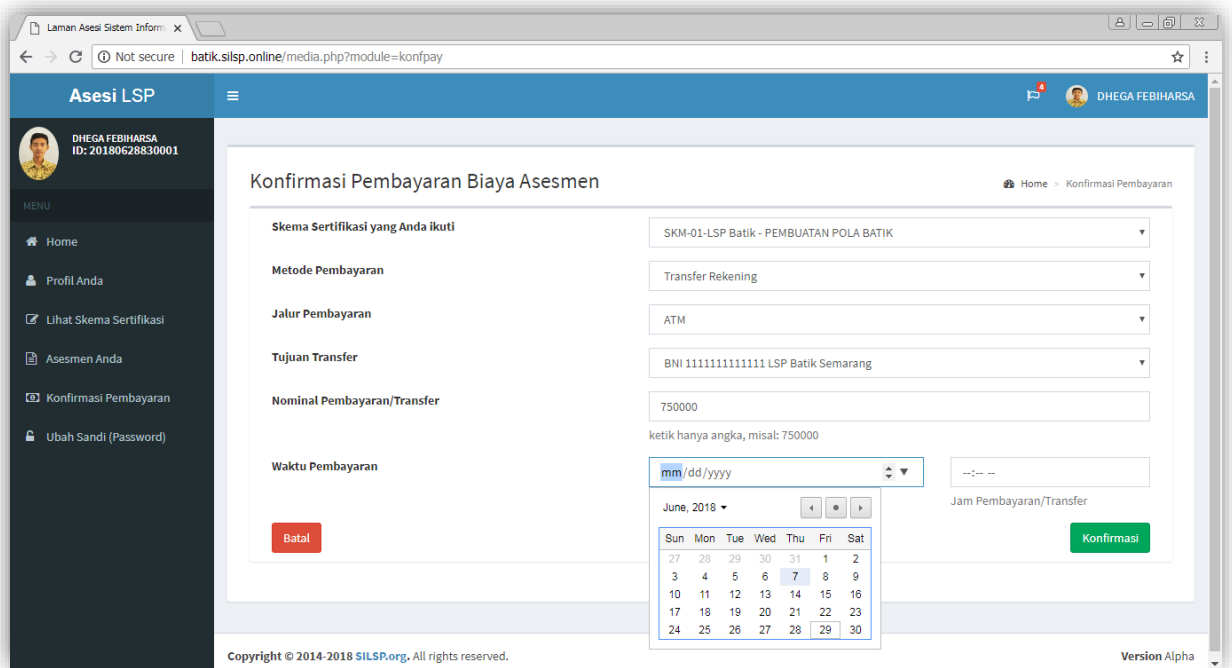 Laman Asesi Sistem Inform
Not secure | batik.silsp.online/media.php?module=konfpay
Asesi LSP
4
DHEGA FEBIHARSA
DHEGA FEBIHARSA
ID: 20180628830001
MENU
Home
Profil Anda
Lihat Skema Sertifikasi
Asesmen Anda
Konfirmasi Pembayaran
Ubah Sandi (Password)
Konfirmasi Pembayaran Biaya Asesmen
Home > Konfirmasi Pembayaran
Skema Sertifikasi yang Anda ikuti
SKM-01-LSP Batik - PEMBUATAN POLA BATIK
Metode Pembayaran
Transfer Rekening
Jalur Pembayaran
ATM
Tujuan Transfer
BNI 1111111111111 LSP Batik Semarang
Nominal Pembayaran/Transfer
750000
ketik hanya angka, misal: 750000
Waktu Pembayaran
mm/dd/yyyy
--:-- --
Jam Pembayaran/Transfer
June, 2018
Sun Mon Tue Wed Thu Fri Sat
27 28 29 30 31 1 2
3 4 5 6 7 8 9
10 11 12 13 14 15 16
17 18 19 20 21 22 23
24 25 26 27 28 29 30
Batal
Konfirmasi
Copyright © 2014-2018 SILSP.org. All rights reserved.
Version Alpha